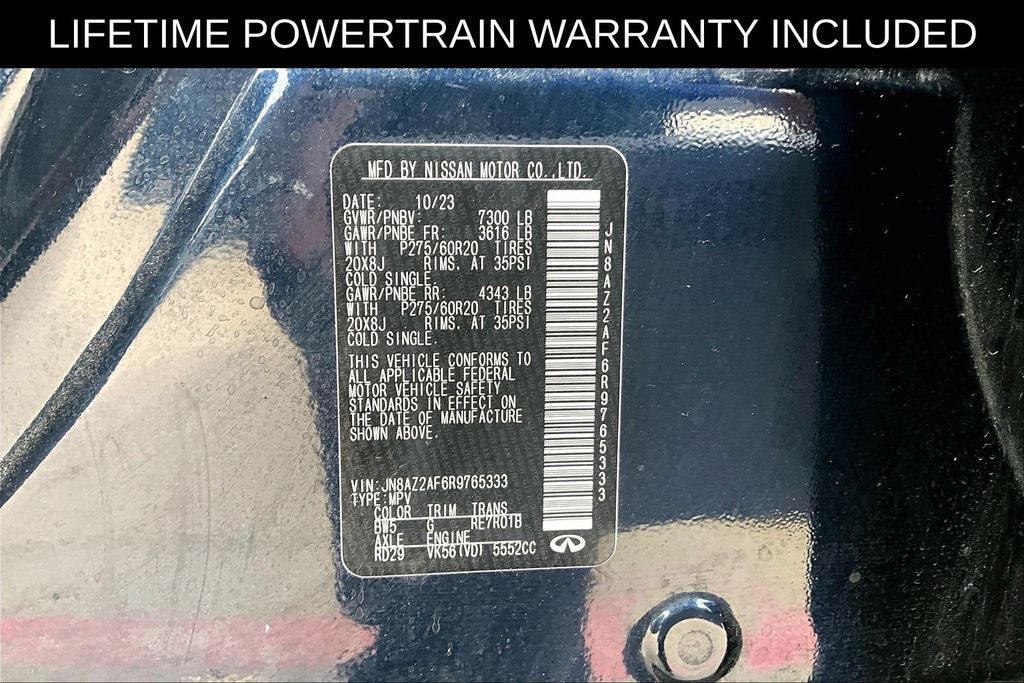 LIFETIME POWERTRAIN WARRANTY INCLUDED
MFD BY NISSAN MOTOR CO.,LTD.
DATE: 10/23
GVWR/PNBV: 7300 LB
GAWR/PNBE FR: 3616 LB
WITH P275/60R20 TIRES
20X8J RIMS. AT 35PSI
COLD SINGLE.
GAWR/PNBE RR: 4343 LB
WITH P275/60R20 TIRES
20X8J RIMS. AT 35PSI
COLD SINGLE.
THIS VEHICLE CONFORMS TO
ALL APPLICABLE FEDERAL
MOTOR VEHICLE SAFETY
STANDARDS IN EFFECT ON
THE DATE OF MANUFACTURE
SHOWN ABOVE.
VIN:JN8AZ2AF6R9765333
TYPE:MPV
COLOR TRIM TRANS
BW5 G RE7R01B
AXLE ENGINE
RD29 VK56(VD) 5552CC
JN8AZ2AF6R9765333